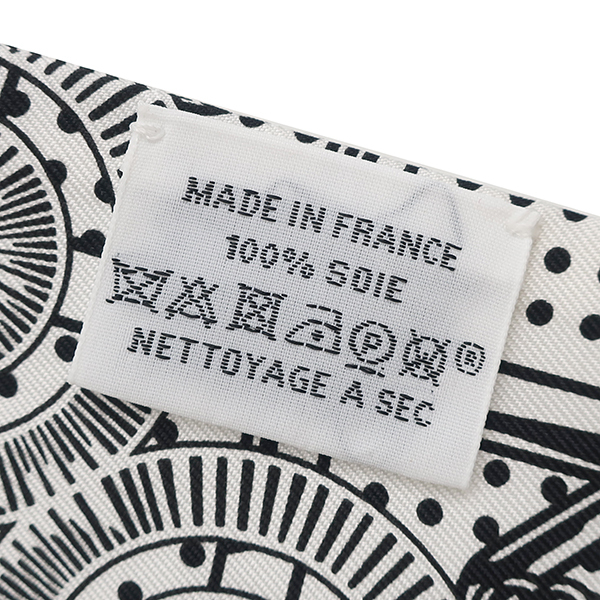 MADE IN FRANCE
100% SOIE
P ®
NETTOYAGE A SEC